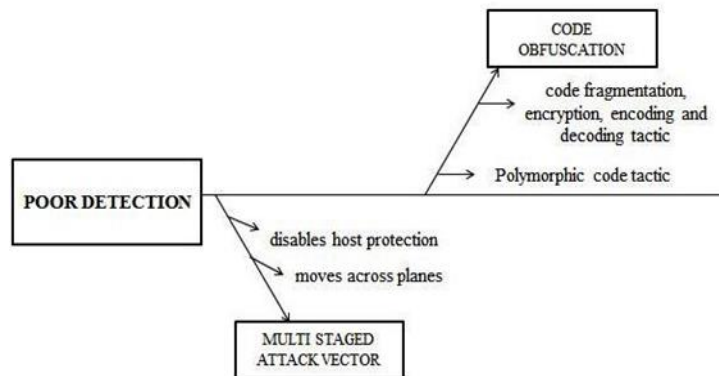 CODE
OBFUSCATION
code fragmentation,
encryption, encoding and
decoding tactic
Polymorphic code tactic
POOR DETECTION
disables host protection
moves across planes
MULTI STAGED
ATTACK VECTOR